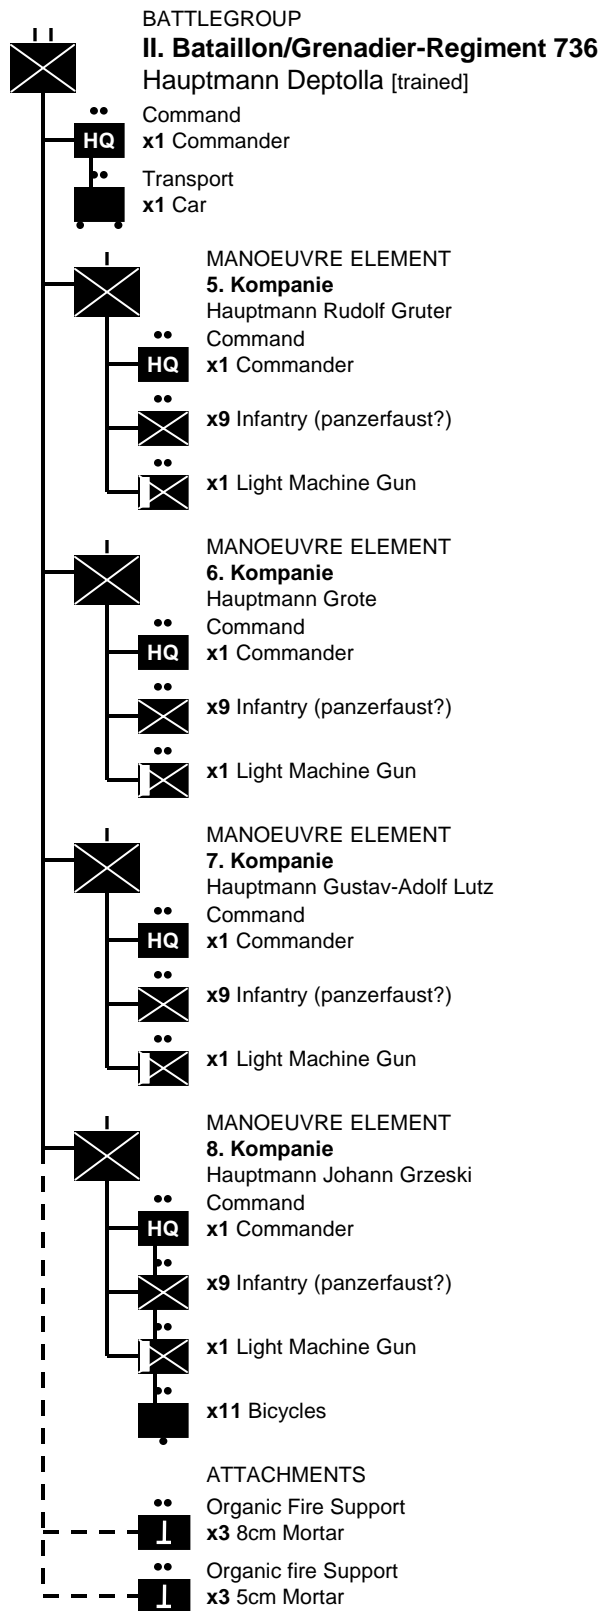 BATTLEGROUP
II. Bataillon/Grenadier-Regiment 736
Hauptmann Deptolla [trained]
Command
HQ x1 Commander
Transport
x1 Car
MANOEUVRE ELEMENT
5. Kompanie
Hauptmann Rudolf Gruter
Command
HQ x1 Commander
x9 Infantry (panzerfaust?)
x1 Light Machine Gun
MANOEUVRE ELEMENT
6. Kompanie
Hauptmann Grote
Command
HQ x1 Commander
x9 Infantry (panzerfaust?)
x1 Light Machine Gun
MANOEUVRE ELEMENT
7. Kompanie
Hauptmann Gustav-Adolf Lutz
Command
HQ x1 Commander
x9 Infantry (panzerfaust?)
x1 Light Machine Gun
MANOEUVRE ELEMENT
8. Kompanie
Hauptmann Johann Grzeski
Command
HQ x1 Commander
x9 Infantry (panzerfaust?)
x1 Light Machine Gun
x11 Bicycles
ATTACHMENTS
Organic Fire Support
x3 8cm Mortar
Organic fire Support
x3 5cm Mortar